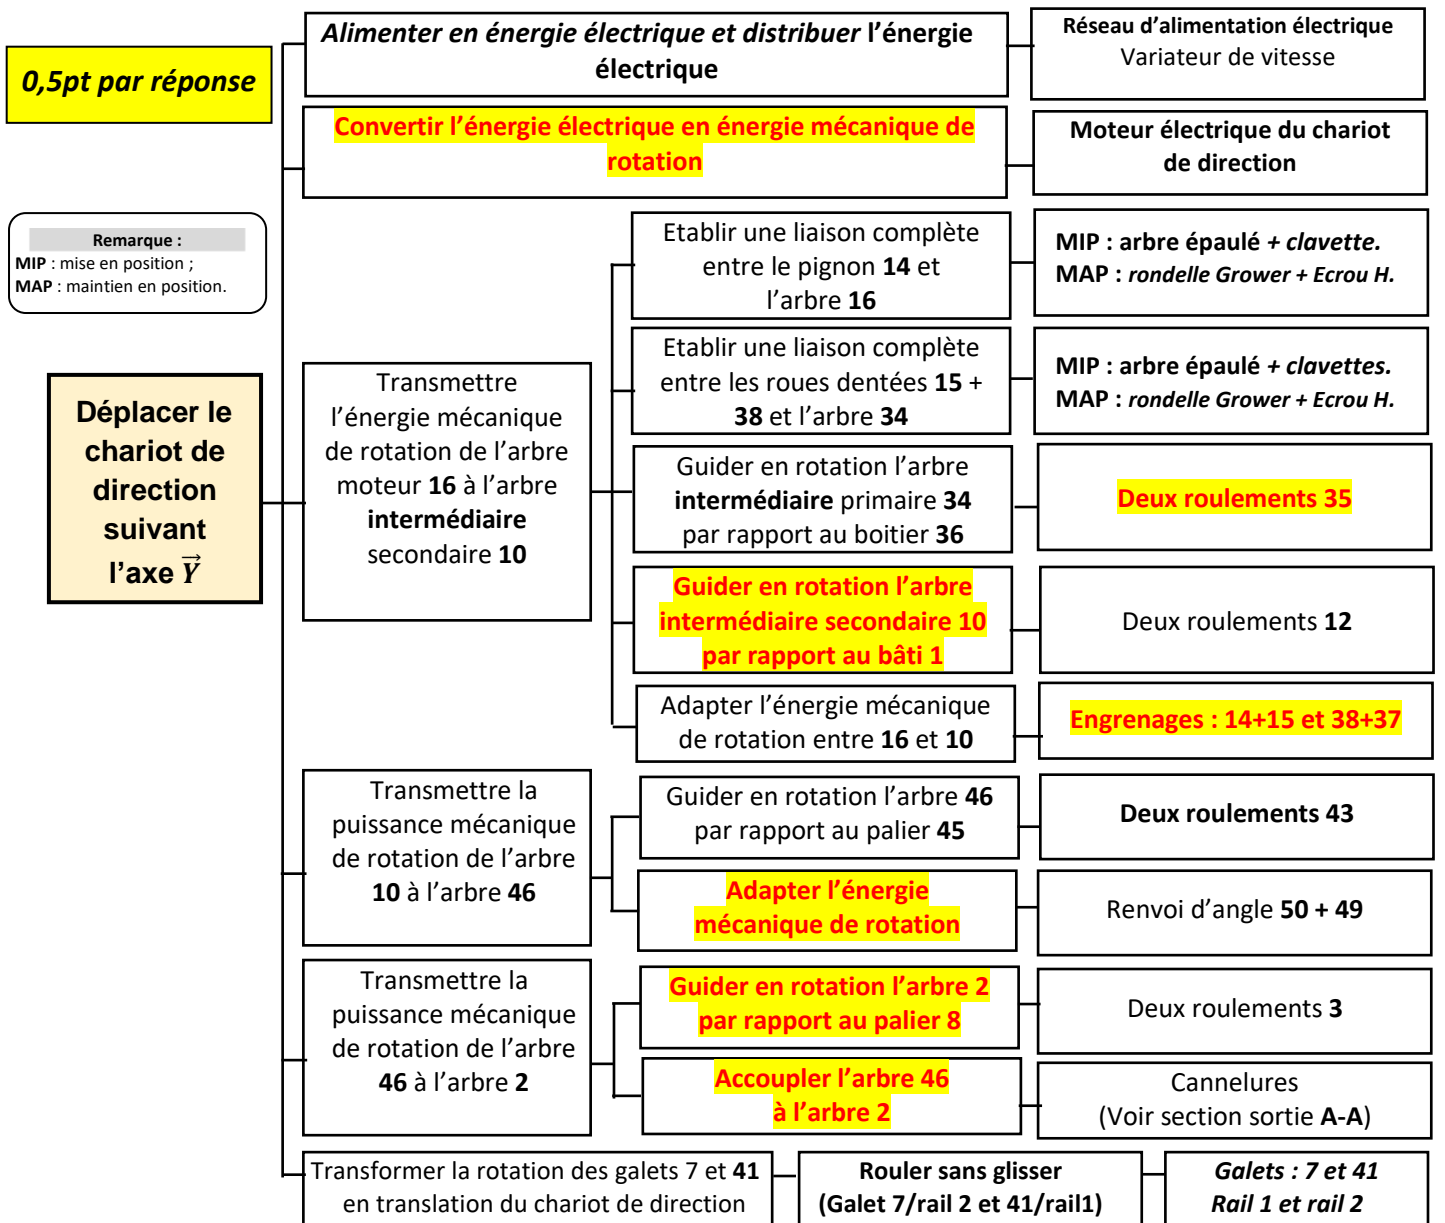 0,5pt par réponse
Remarque :
MIP : mise en position ;
MAP : maintien en position.
Déplacer le
chariot de
direction
suivant
l'axe Y⃗
Alimenter en énergie électrique et distribuer l'énergie
électrique
Réseau d'alimentation électrique
Variateur de vitesse
Convertir l'énergie électrique en énergie mécanique de
rotation
Moteur électrique du chariot
de direction
Transmettre
l'énergie mécanique
de rotation de l'arbre
moteur 16 à l'arbre
intermédiaire
secondaire 10
Etablir une liaison complète
entre le pignon 14 et
l'arbre 16
MIP : arbre épaulé + clavette.
MAP : rondelle Grower + Ecrou H.
Etablir une liaison complète
entre les roues dentées 15 +
38 et l'arbre 34
MIP : arbre épaulé + clavettes.
MAP : rondelle Grower + Ecrou H.
Guider en rotation l'arbre
intermédiaire primaire 34
par rapport au boitier 36
Deux roulements 35
Guider en rotation l'arbre
intermédiaire secondaire 10
par rapport au bâti 1
Deux roulements 12
Adapter l'énergie mécanique
de rotation entre 16 et 10
Engrenages : 14+15 et 38+37
Transmettre la
puissance mécanique
de rotation de l'arbre
10 à l'arbre 46
Guider en rotation l'arbre 46
par rapport au palier 45
Deux roulements 43
Adapter l'énergie
mécanique de rotation
Renvoi d'angle 50 + 49
Transmettre la
puissance mécanique
de rotation de l'arbre
46 à l'arbre 2
Guider en rotation l'arbre 2
par rapport au palier 8
Deux roulements 3
Accoupler l'arbre 46
à l'arbre 2
Cannelures
(Voir section sortie A-A)
Transformer la rotation des galets 7 et 41
en translation du chariot de direction
Rouler sans glisser
(Galet 7/rail 2 et 41/rail1)
Galets : 7 et 41
Rail 1 et rail 2